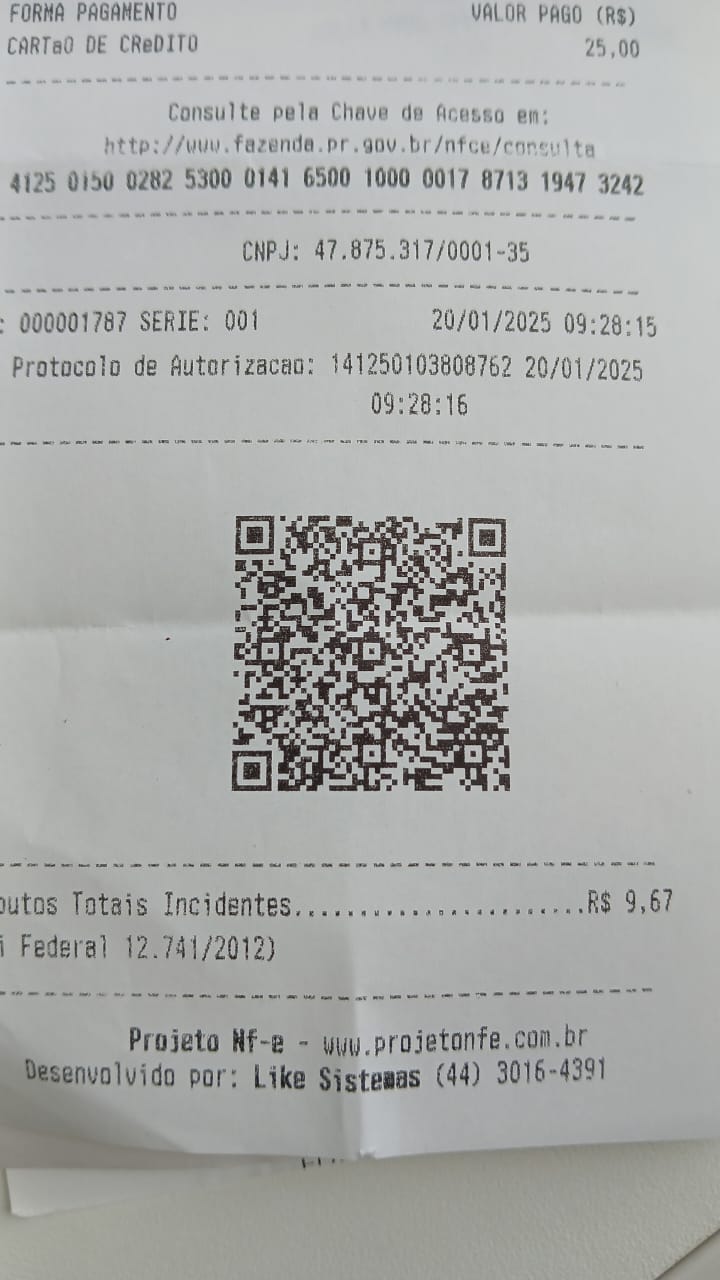 FORMA PAGAMENTO VALOR PAGO (R$)
CARTaO DE CReDITO 25,00
Consulte pela Chave de Acesso em:
http://www.fazenda.pr.gov.br/nfce/consulta
4125 0150 0282 5300 0141 6500 1000 0017 8713 1947 3242
CNPJ: 47.875.317/0001-35
: 000001787 SERIE: 001 20/01/2025 09:28:15
Protocolo de Autorizacao: 141250103808762 20/01/2025
09:28:16
butos Totais Incidentes...........................R$ 9,67
i Federal 12.741/2012)
Projeto Nf-e - www.projetonfe.com.br
Desenvolvido por: Like Sistemas (44) 3016-4391